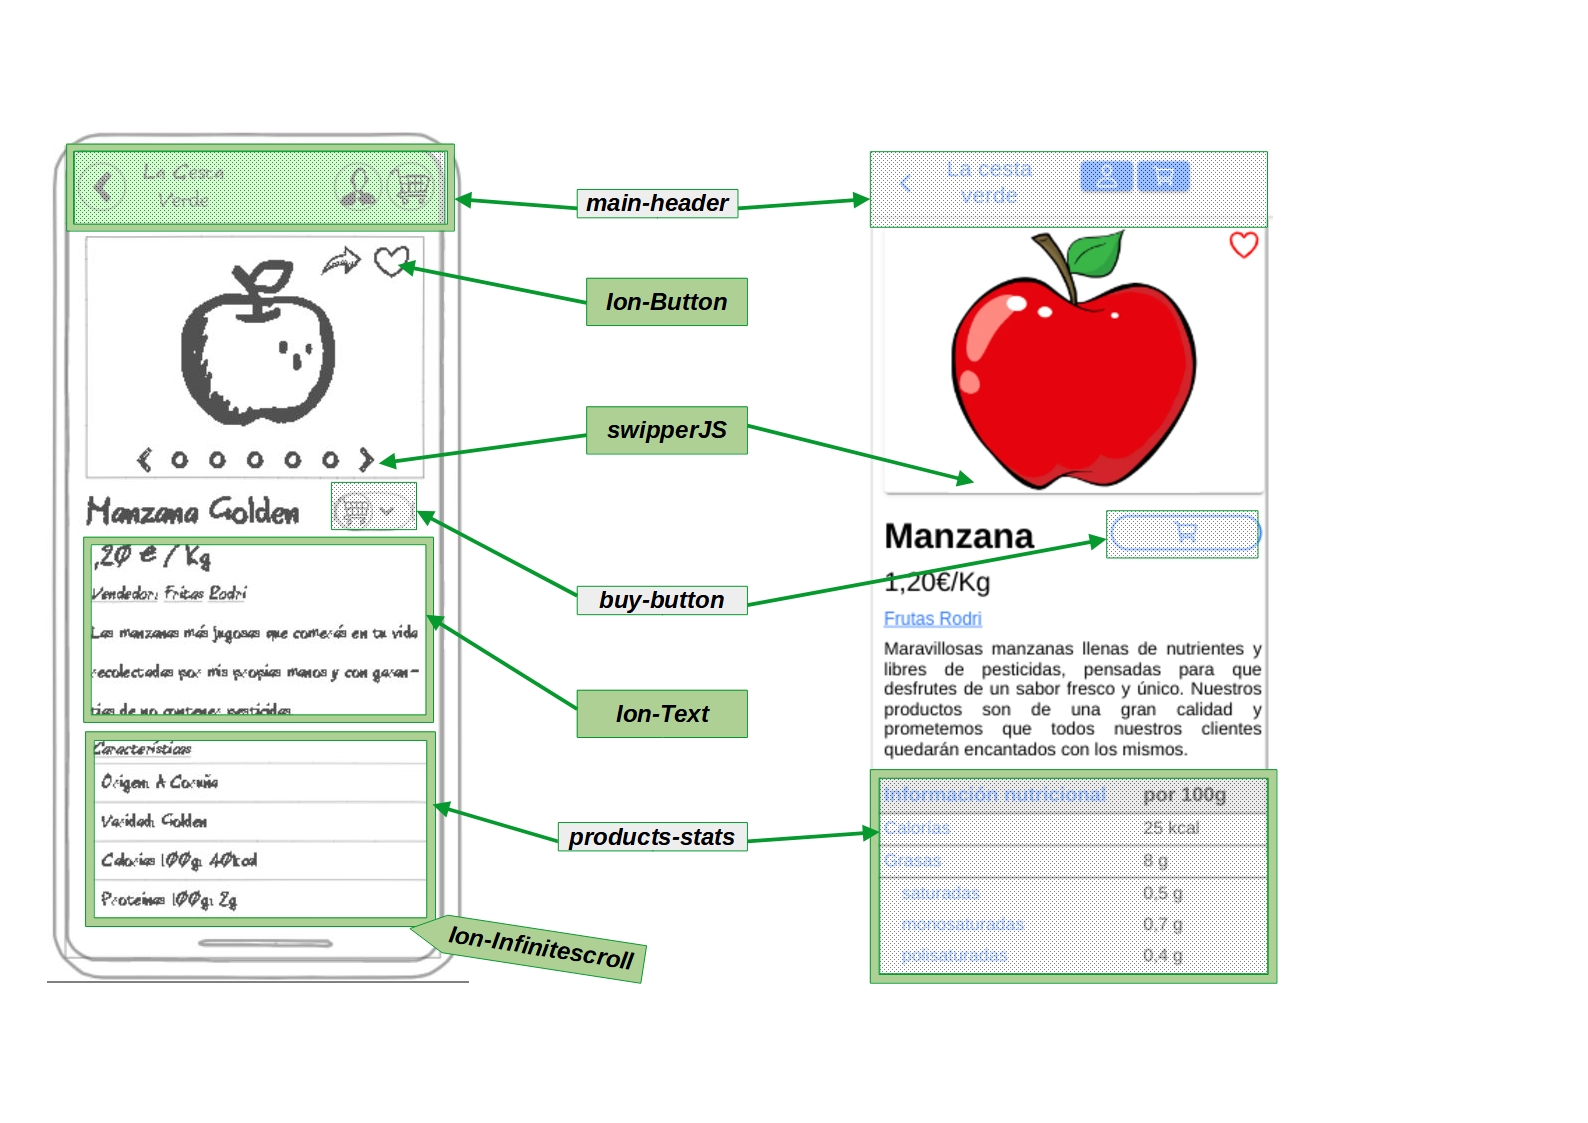 La Cesta
Verde
Manzana Golden
,20 € / Kg
Vendedor: Fritas Rodri
Las manzanas más jugosas que comerás en tu vida
recolectadas por mis propias manos y con garan-
tías de no contener pesticidas
Características
Origen: A Coruña
Variedad: Golden
Calorías 100g: 40kcal
Proteínas 100g: 2g
main-header
Ion-Button
swipperJS
buy-button
Ion-Text
products-stats
Ion-Infinitescroll
La cesta
verde
Manzana
1,20€/Kg
Frutas Rodri
Maravillosas manzanas llenas de nutrientes y
libres de pesticidas, pensadas para que
desfrutes de un sabor fresco y único. Nuestros
productos son de una gran calidad y
prometemos que todos nuestros clientes
quedarán encantados con los mismos.
Información nutricional por 100g
Calorías 25 kcal
Grasas 8 g
saturadas 0,5 g
monosaturadas 0,7 g
polisaturadas 0,4 g